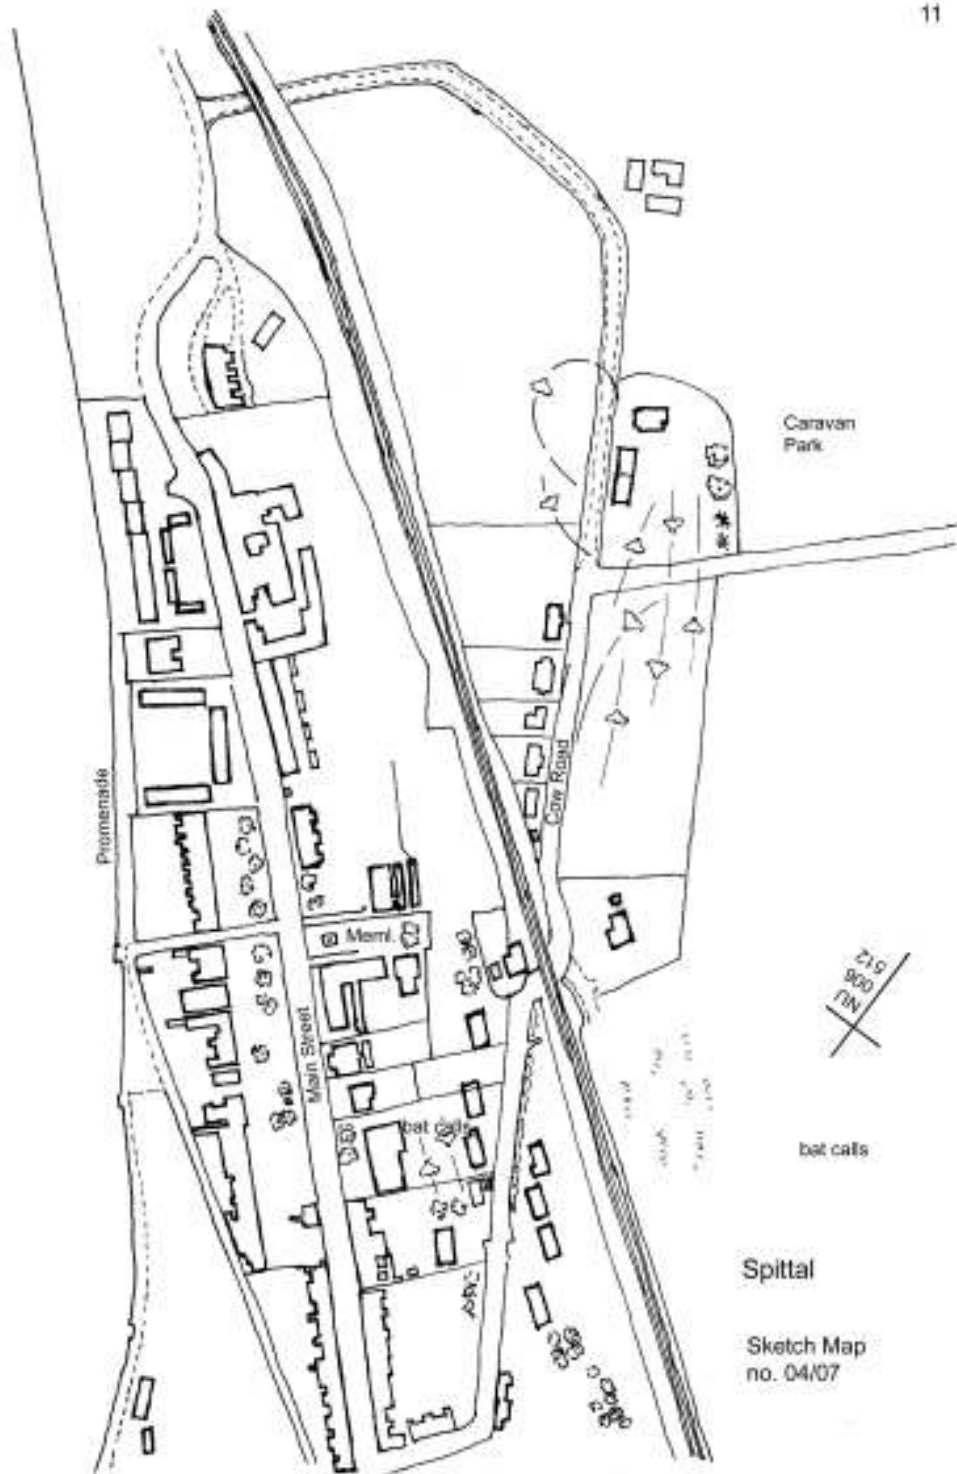 11
Caravan
Park
Promenade
Cow Road
Meml.
Main Street
NU
006
512
bat calls
bat calls
Spittal
Sketch Map
no. 04/07